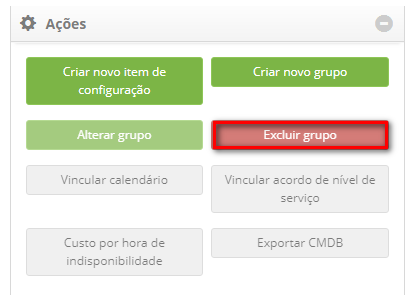 Ações
Criar novo item de
configuração
Criar novo grupo
Alterar grupo
Excluir grupo
Vincular calendário
Vincular acordo de nível de
serviço
Custo por hora de
indisponibilidade
Exportar CMDB